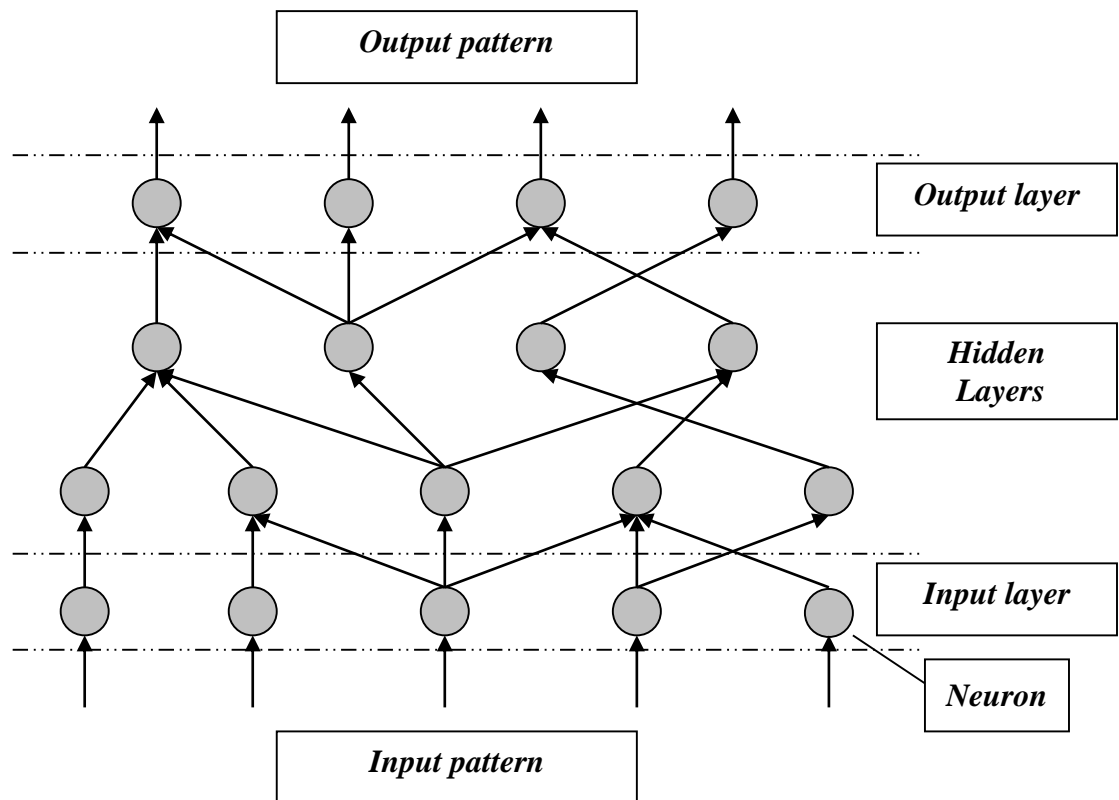 Output pattern
Output layer
Hidden
Layers
Input layer
Neuron
Input pattern